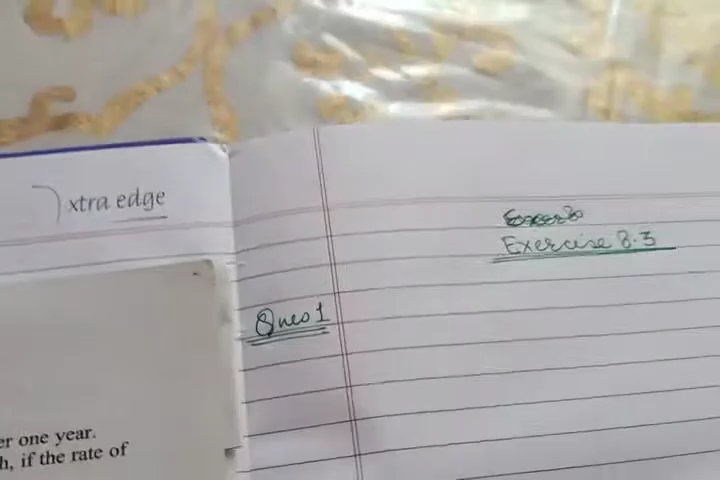 xtra edge
Exercise 8.3
Ques 1
er one year.
h, if the rate of